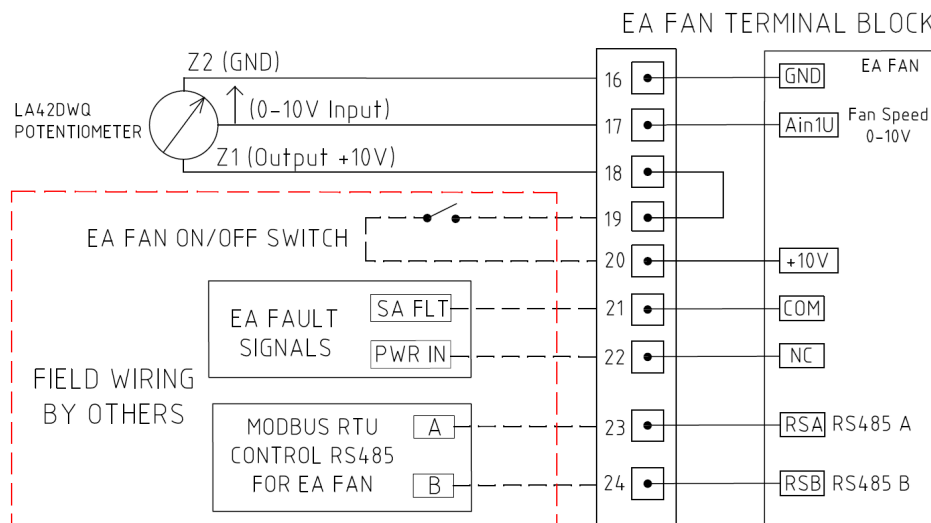 EA FAN TERMINAL BLOCK
Z2 (GND)
16
GND
EA FAN
LA42DWQ
POTENTIOMETER
(0-10V Input)
17
Ain1U
Fan Speed
0-10V
Z1 (Output +10V)
18
19
EA FAN ON/OFF SWITCH
20
+10V
EA FAULT
SIGNALS
SA FLT
21
COM
PWR IN
22
NC
FIELD WIRING
BY OTHERS
MODBUS RTU
CONTROL RS485
FOR EA FAN
A
23
RSA RS485 A
B
24
RSB RS485 B